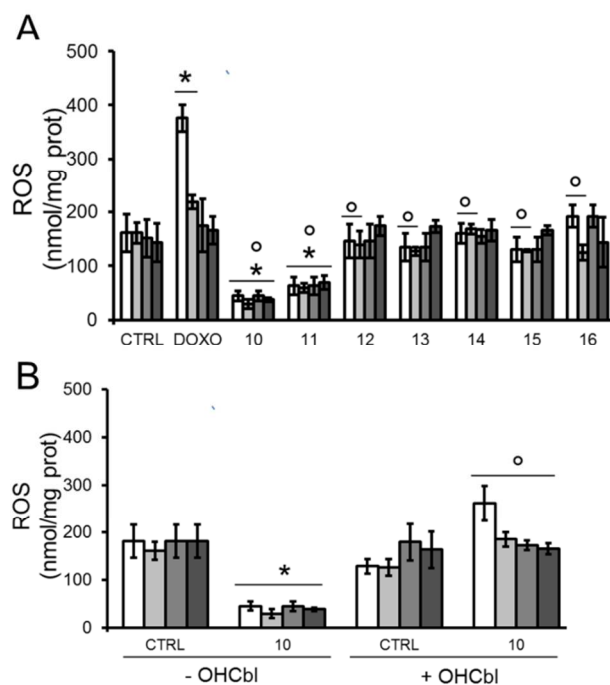 A
500
400
300
200
100
0
ROS
(nmol/mg prot)
*
°
*
°
*
°
°
°
°
°
CTRL DOXO 10 11 12 13 14 15 16
B
500
400
300
200
100
0
ROS
(nmol/mg prot)
*
°
CTRL 10 CTRL 10
- OHCbl + OHCbl